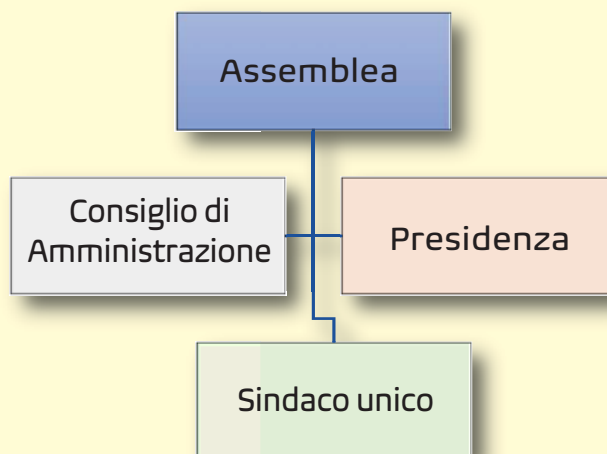 Assemblea
Consiglio di
Amministrazione
Presidenza
Sindaco unico